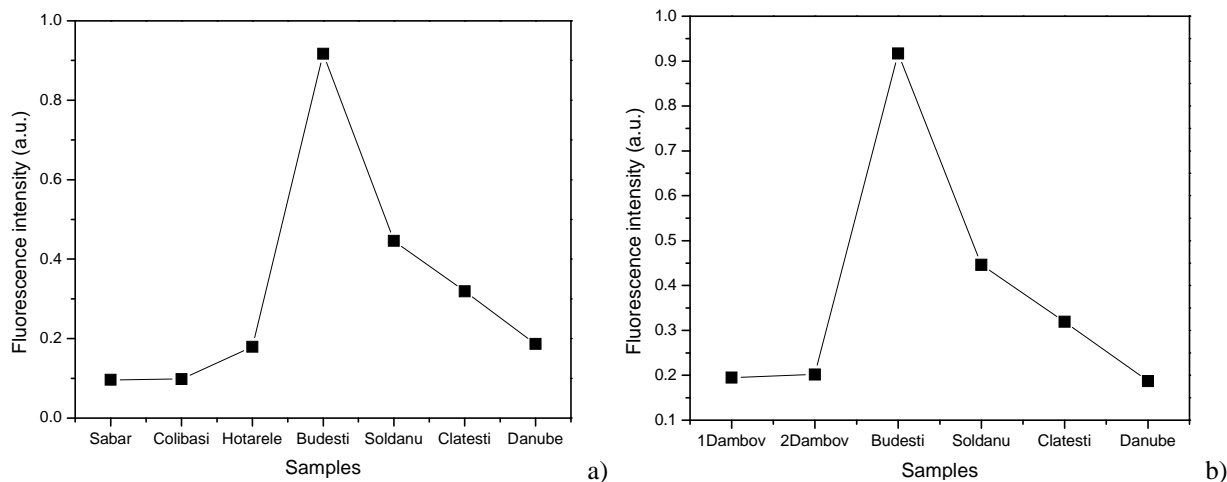 1.0
0.8
0.6
0.4
0.2
0.0
Fluorescence intensity (a.u.)
Sabar Colibasi Hotarele Budesti Soldanu Clatesti Danube
Samples
a)
1.0
0.9
0.8
0.7
0.6
0.5
0.4
0.3
0.2
0.1
Fluorescence intensity (a.u.)
1Dambov 2Dambov Budesti Soldanu Clatesti Danube
Samples
b)